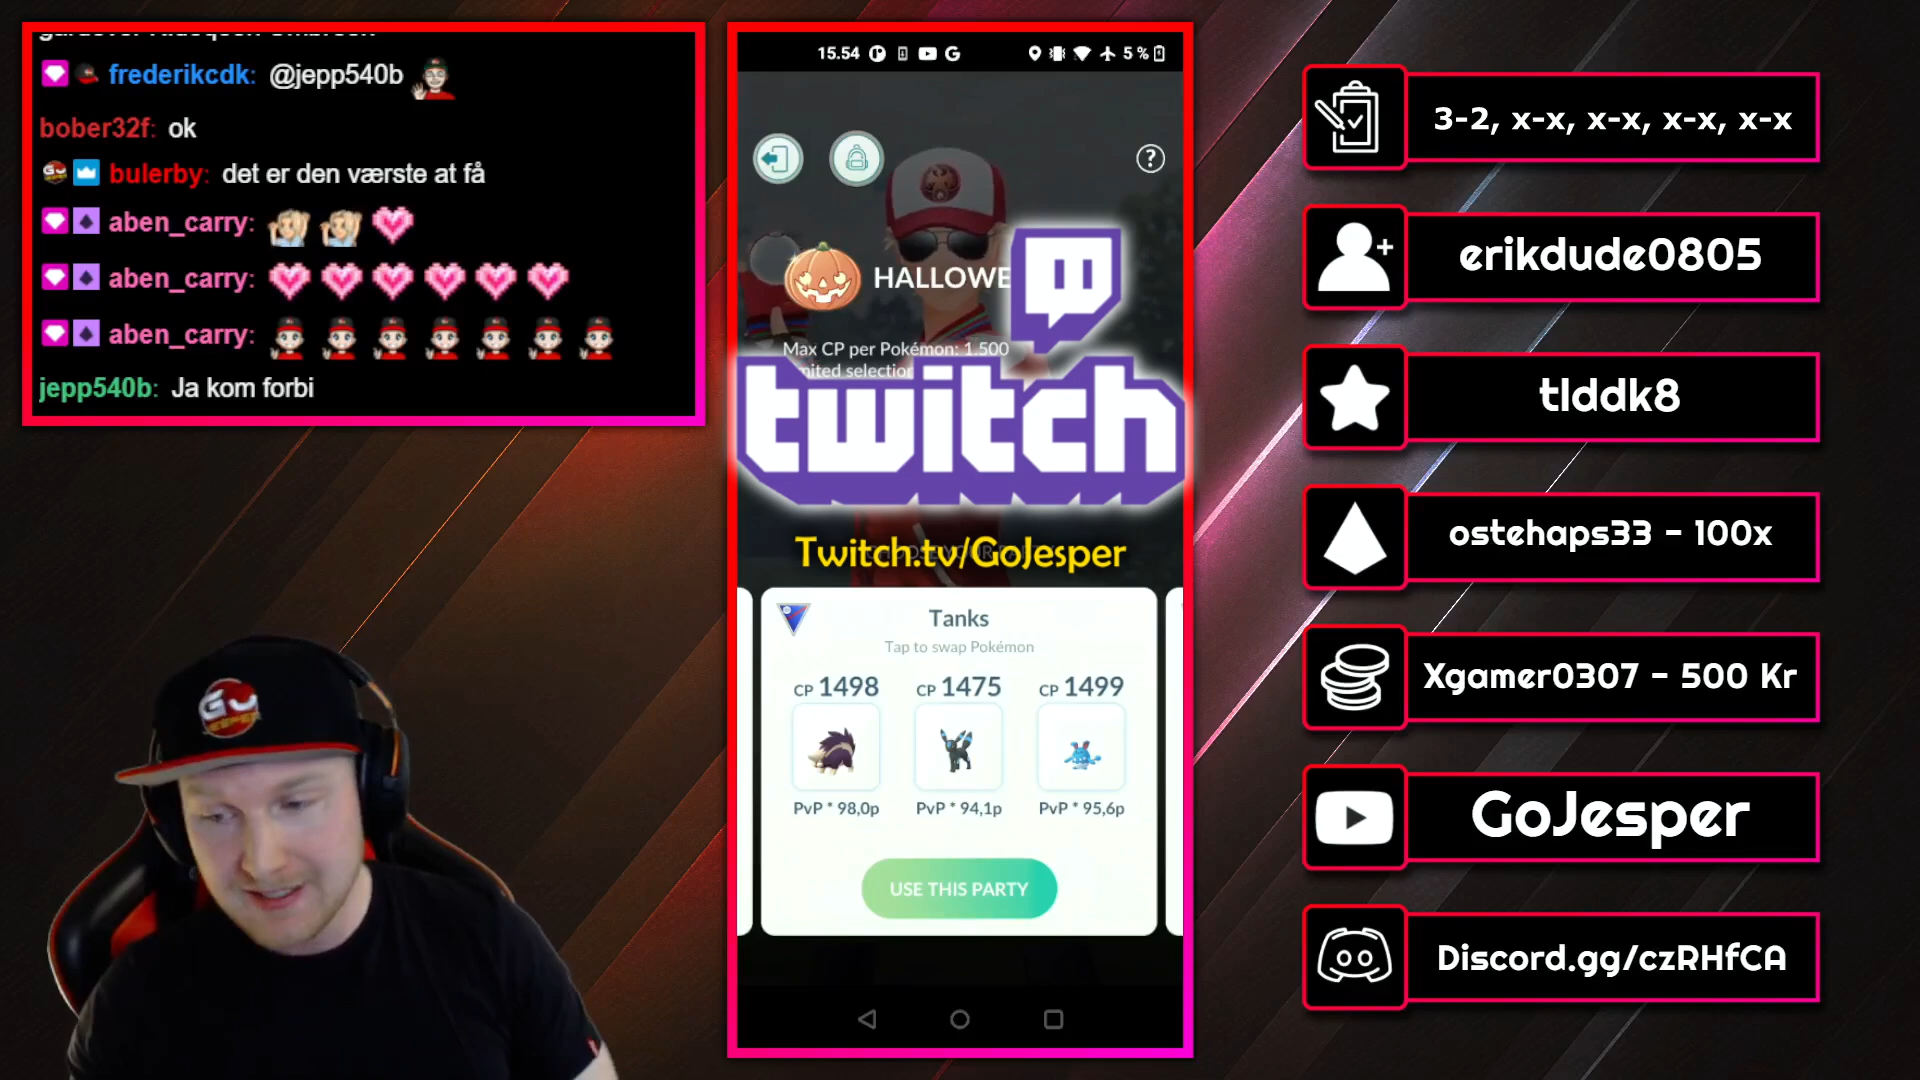 frederikcdk: @jepp540b
bober32f: ok
bulerby: det er den værste at få
aben_carry:
aben_carry:
aben_carry:
jepp540b: Ja kom forbi
15.54
5 %
?
HALLOWE
Max CP per Pokémon: 1.500
twitch
Twitch.tv/GoJesper
Tanks
Tap to swap Pokémon
CP 1498 CP 1475 CP 1499
PvP * 98,0p PvP * 94,1p PvP * 95,6p
USE THIS PARTY
3-2, x-x, x-x, x-x, x-x
erikdude0805
tlddk8
ostehaps33 - 100x
Xgamer0307 - 500 Kr
GoJesper
Discord.gg/czRHfCA
GO
JESPER